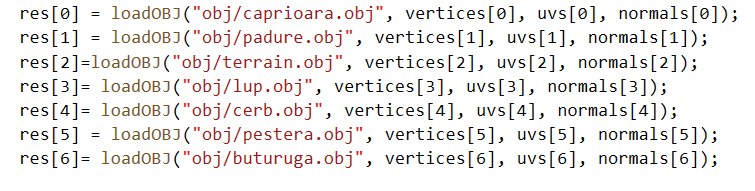 res[0] = loadOBJ("obj/caprioara.obj", vertices[0], uvs[0], normals[0]);
res[1] = loadOBJ("obj/padure.obj", vertices[1], uvs[1], normals[1]);
res[2]=loadOBJ("obj/terrain.obj", vertices[2], uvs[2], normals[2]);
res[3]= loadOBJ("obj/lup.obj", vertices[3], uvs[3], normals[3]);
res[4]= loadOBJ("obj/cerb.obj", vertices[4], uvs[4], normals[4]);
res[5] = loadOBJ("obj/pestera.obj", vertices[5], uvs[5], normals[5]);
res[6]= loadOBJ("obj/buturuga.obj", vertices[6], uvs[6], normals[6]);